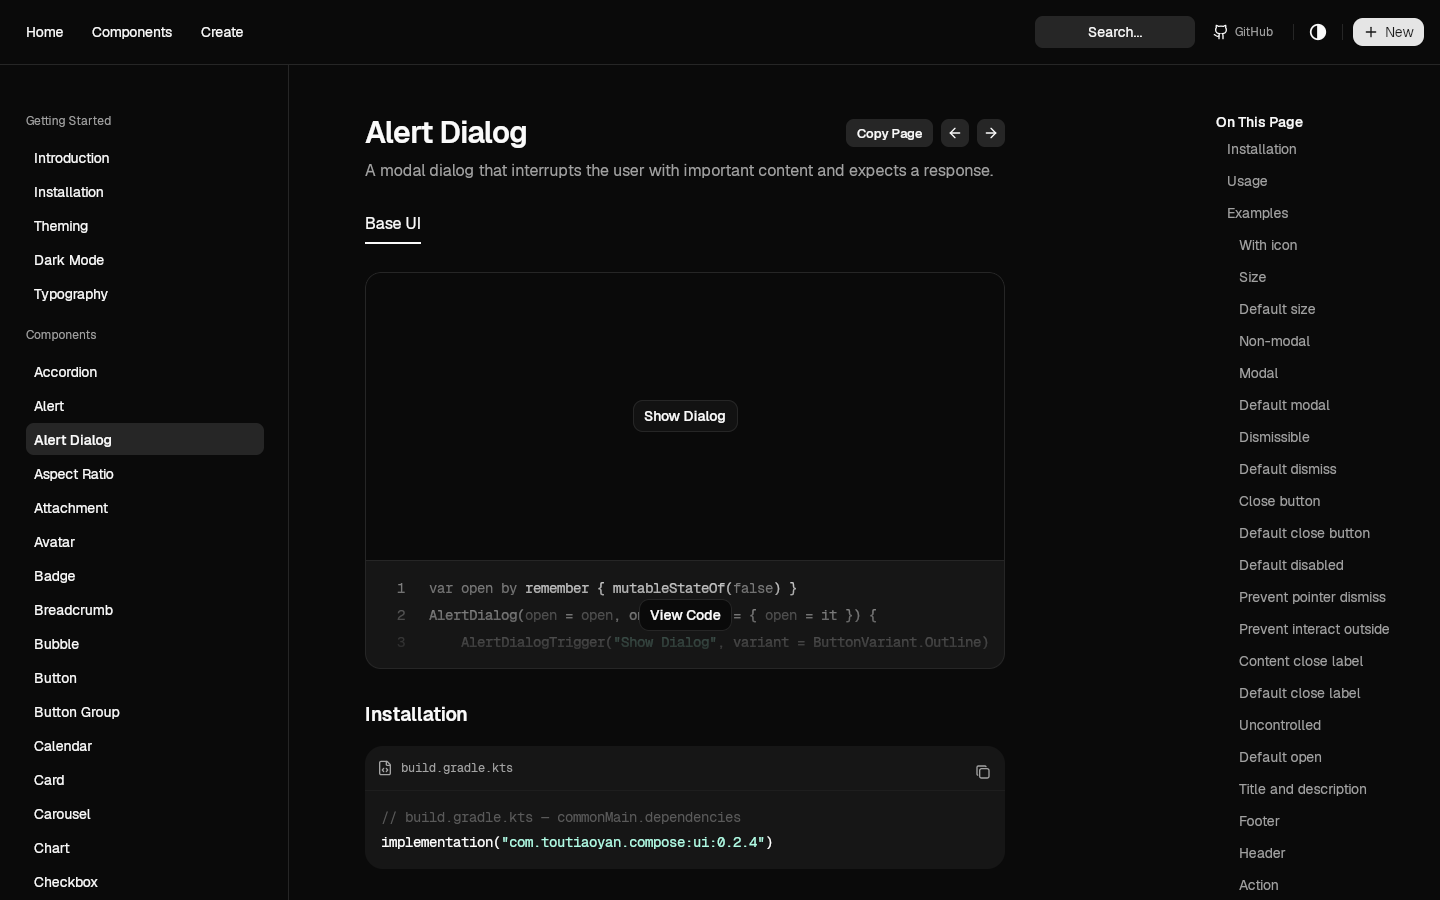 Home
Components
Create
Search...
GitHub
New
Getting Started
Introduction
Installation
Theming
Dark Mode
Typography
Components
Accordion
Alert
Alert Dialog
Aspect Ratio
Attachment
Avatar
Badge
Breadcrumb
Bubble
Button
Button Group
Calendar
Card
Carousel
Chart
Checkbox
Alert Dialog
Copy Page
A modal dialog that interrupts the user with important content and expects a response.
Base UI
Show Dialog
1 var open by remember { mutableStateOf(false) }
2 AlertDialog(open = open, = { open = it }) {
View Code
3 AlertDialogTrigger("Show Dialog", variant = ButtonVariant.Outline)
Installation
build.gradle.kts
// build.gradle.kts — commonMain.dependencies
implementation("com.toutiaoyan.compose:ui:0.2.4")
On This Page
Installation
Usage
Examples
With icon
Size
Default size
Non-modal
Modal
Default modal
Dismissible
Default dismiss
Close button
Default close button
Default disabled
Prevent pointer dismiss
Prevent interact outside
Content close label
Default close label
Uncontrolled
Default open
Title and description
Footer
Header
Action